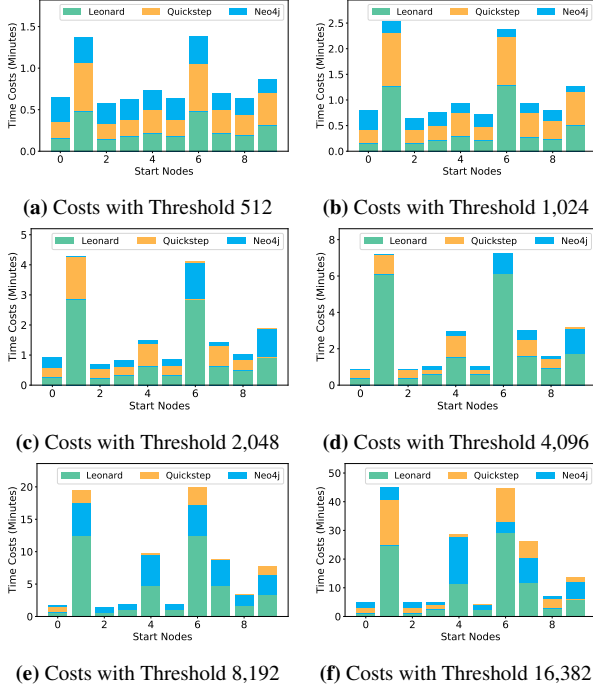 Leonard Quickstep Neo4j
Time Costs (Minutes)
1.5
1.0
0.5
0.0
0 2 4 6 8
Start Nodes
(a) Costs with Threshold 512
Leonard Quickstep Neo4j
Time Costs (Minutes)
2.5
2.0
1.5
1.0
0.5
0.0
0 2 4 6 8
Start Nodes
(b) Costs with Threshold 1,024
Leonard Quickstep Neo4j
Time Costs (Minutes)
5
4
3
2
1
0
0 2 4 6 8
Start Nodes
(c) Costs with Threshold 2,048
Leonard Quickstep Neo4j
Time Costs (Minutes)
8
6
4
2
0
0 2 4 6 8
Start Nodes
(d) Costs with Threshold 4,096
Leonard Quickstep Neo4j
Time Costs (Minutes)
20
15
10
5
0
0 2 4 6 8
Start Nodes
(e) Costs with Threshold 8,192
Leonard Quickstep Neo4j
Time Costs (Minutes)
50
40
30
20
10
0
0 2 4 6 8
Start Nodes
(f) Costs with Threshold 16,382